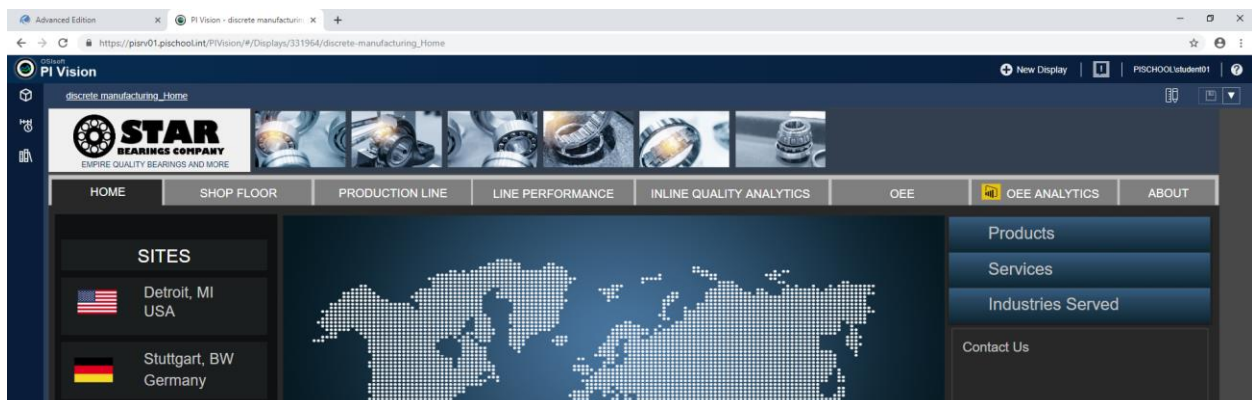 Advanced Edition
PI Vision - discrete manufacturin
https://pisrv01.pischool.int/PIVision/#/Displays/331964/discrete-manufacturing_Home
OSIsoft
PI Vision
New Display
PISCHOOL\student01
discrete manufacturing_Home
STAR
BEARINGS COMPANY
EMPIRE QUALITY BEARINGS AND MORE
HOME
SHOP FLOOR
PRODUCTION LINE
LINE PERFORMANCE
INLINE QUALITY ANALYTICS
OEE
OEE ANALYTICS
ABOUT
SITES
Detroit, MI
USA
Stuttgart, BW
Germany
Products
Services
Industries Served
Contact Us